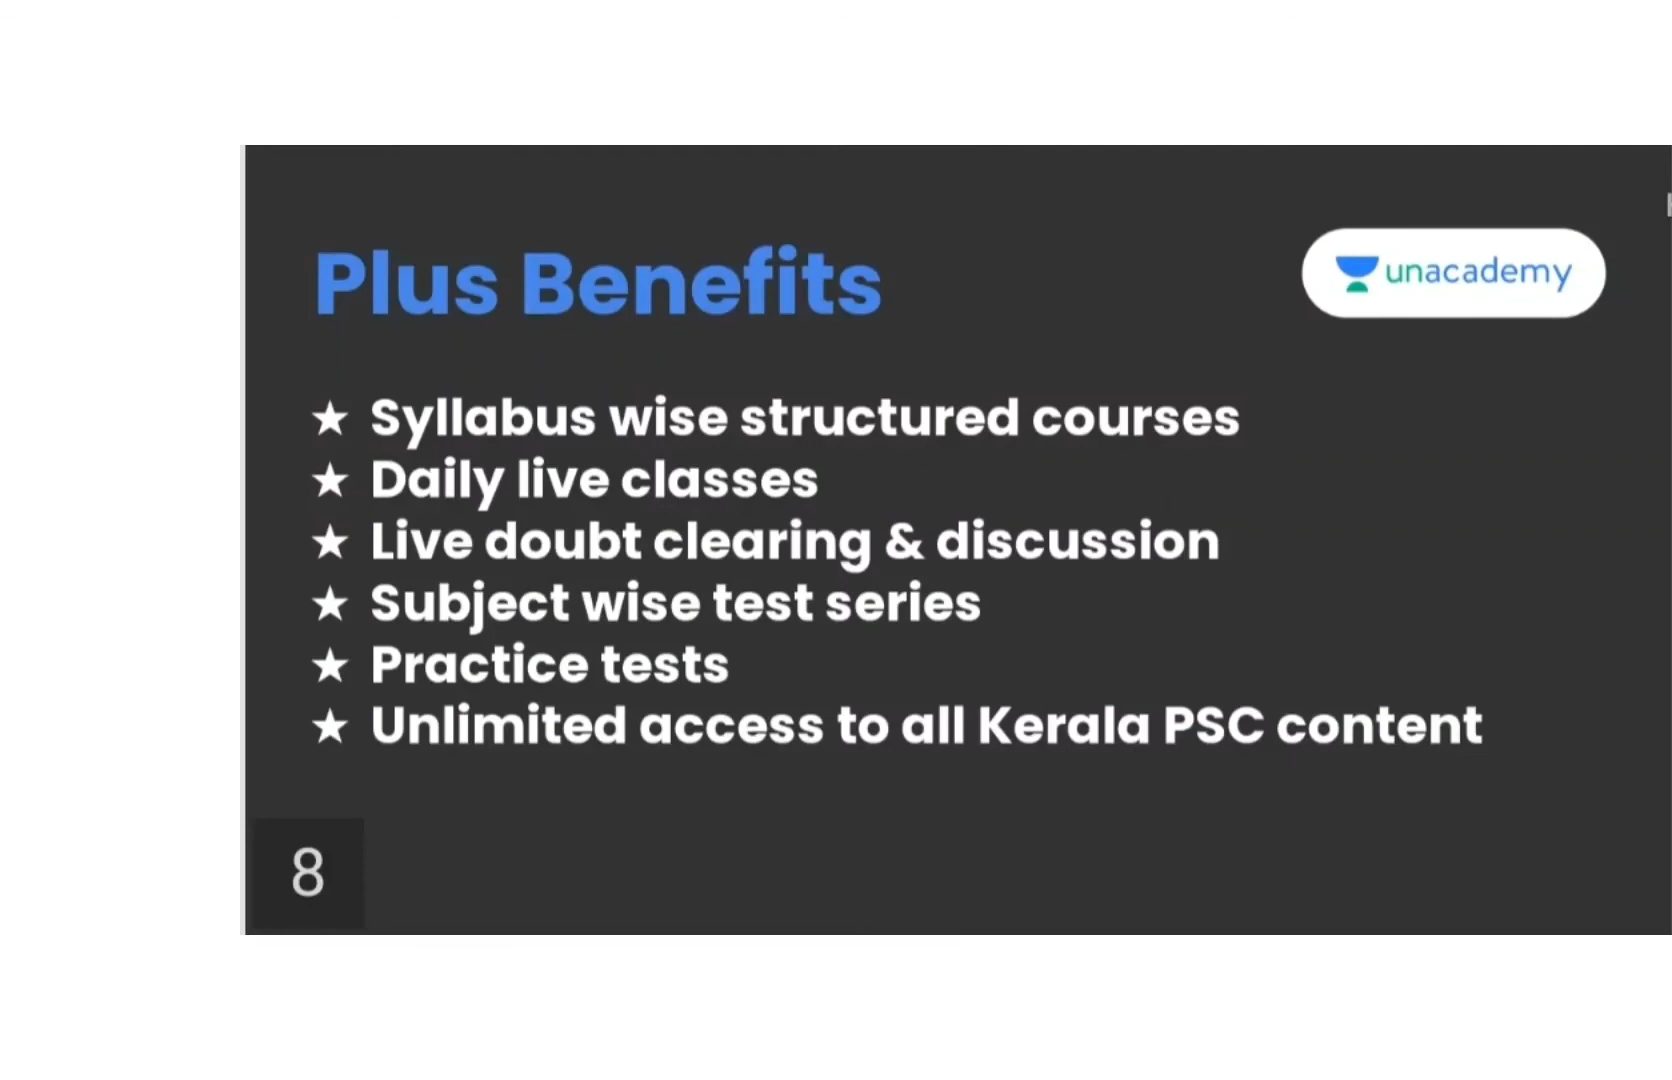 Plus Benefits
unacademy
★ Syllabus wise structured courses
★ Daily live classes
★ Live doubt clearing & discussion
★ Subject wise test series
★ Practice tests
★ Unlimited access to all Kerala PSC content
8